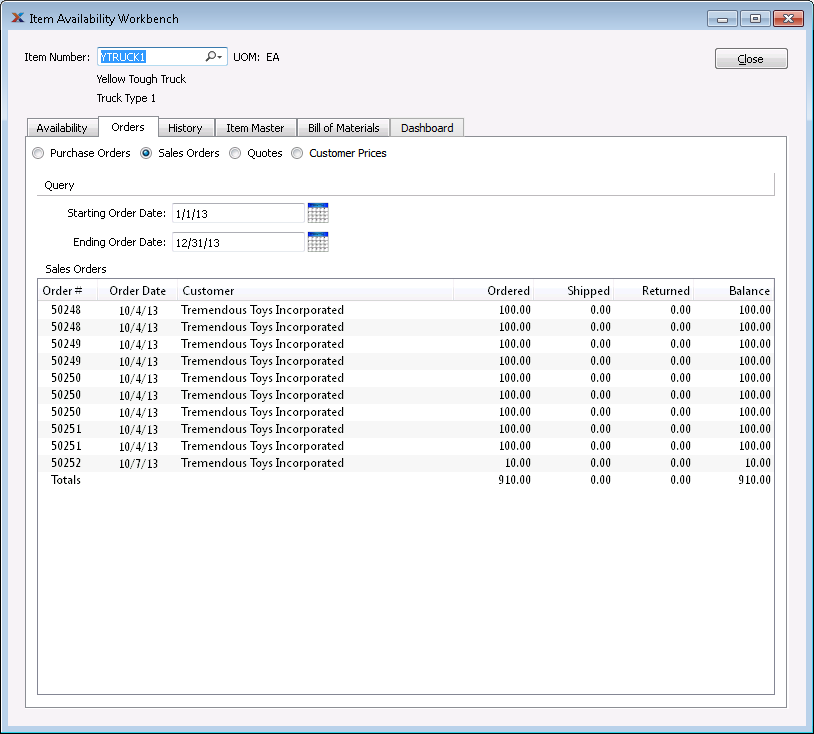 Item Availability Workbench
Item Number: YTRUCK1 UOM: EA Close
Yellow Tough Truck
Truck Type 1
Availability Orders History Item Master Bill of Materials Dashboard
Purchase Orders Sales Orders Quotes Customer Prices
Query
Starting Order Date: 1/1/13
Ending Order Date: 12/31/13
Sales Orders
Order # Order Date Customer Ordered Shipped Returned Balance
50248 10/4/13 Tremendous Toys Incorporated 100.00 0.00 0.00 100.00
50248 10/4/13 Tremendous Toys Incorporated 100.00 0.00 0.00 100.00
50249 10/4/13 Tremendous Toys Incorporated 100.00 0.00 0.00 100.00
50249 10/4/13 Tremendous Toys Incorporated 100.00 0.00 0.00 100.00
50250 10/4/13 Tremendous Toys Incorporated 100.00 0.00 0.00 100.00
50250 10/4/13 Tremendous Toys Incorporated 100.00 0.00 0.00 100.00
50250 10/4/13 Tremendous Toys Incorporated 100.00 0.00 0.00 100.00
50251 10/4/13 Tremendous Toys Incorporated 100.00 0.00 0.00 100.00
50251 10/4/13 Tremendous Toys Incorporated 100.00 0.00 0.00 100.00
50252 10/7/13 Tremendous Toys Incorporated 10.00 0.00 0.00 10.00
Totals 910.00 0.00 0.00 910.00